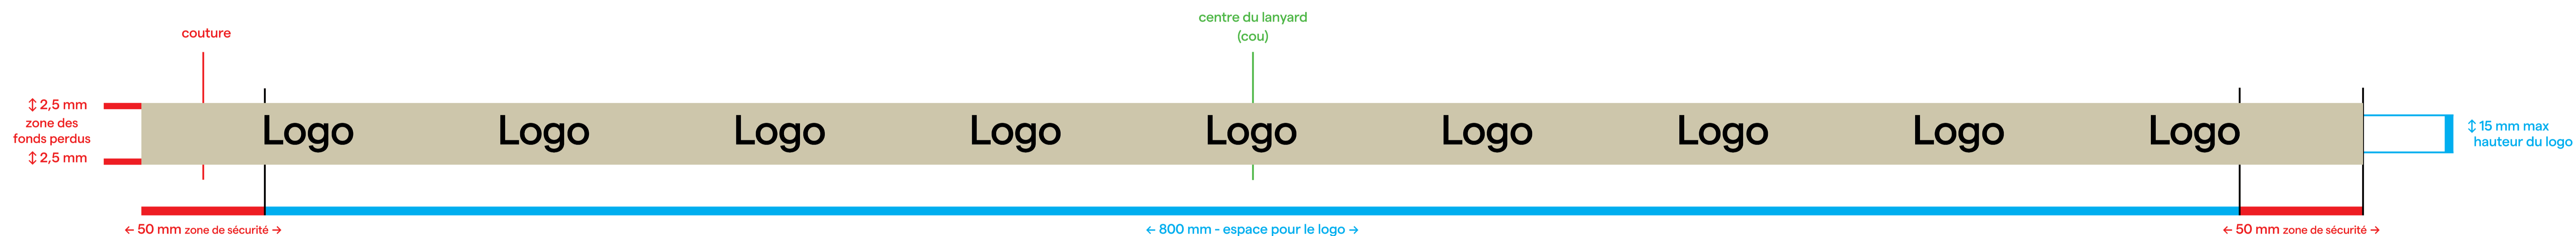 centre du lanyard
(cou)
couture
↕ 2,5 mm
zone des
fonds perdus
↕ 2,5 mm
Logo Logo Logo Logo Logo Logo Logo Logo Logo
↕ 15 mm max
hauteur du logo
← 50 mm zone de sécurité →
← 800 mm - espace pour le logo →
← 50 mm zone de sécurité →